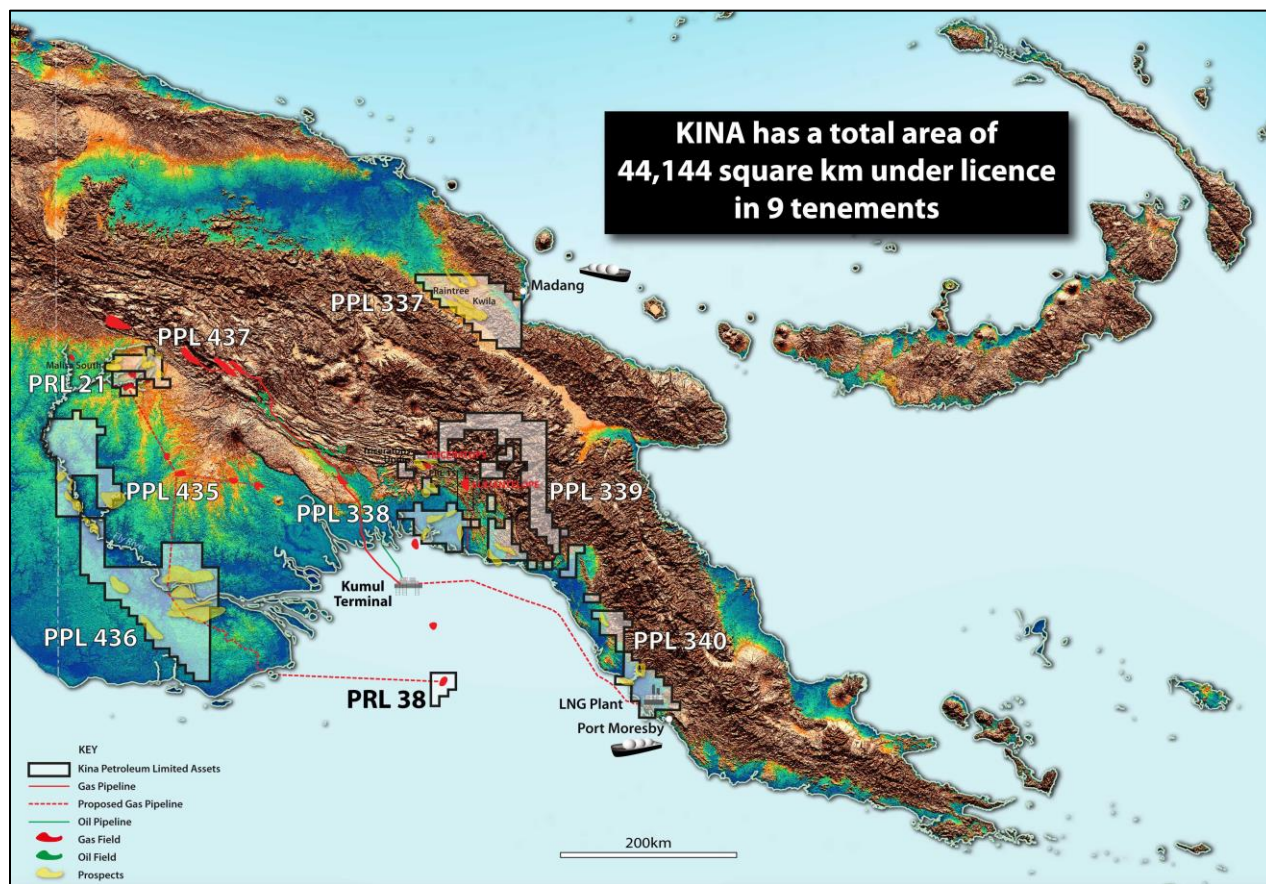 KINA has a total area of
44,144 square km under licence
in 9 tenements
Madang
Raintree
Kwila
PPL 337
PPL 437
PRL 21
PPL 339
PPL 435
PPL 338
Fly River
Kumul
Terminal
PPL 436
PPL 340
PRL 38
LNG Plant
Port Moresby
KEY
Kina Petroleum Limited Assets
Gas Pipeline
Proposed Gas Pipeline
Oil Pipeline
Gas Field
Oil Field
Prospects
200km